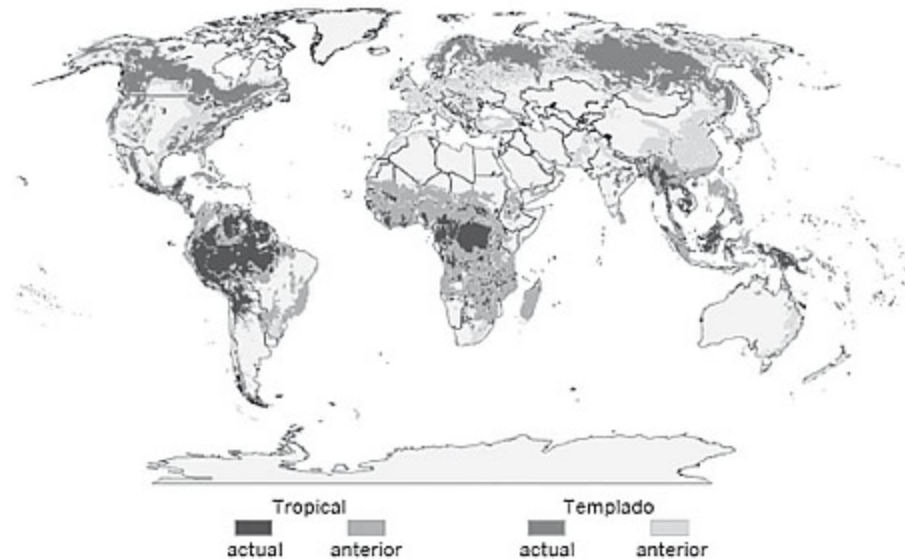 Tropical
Templado
actual
anterior
actual
anterior